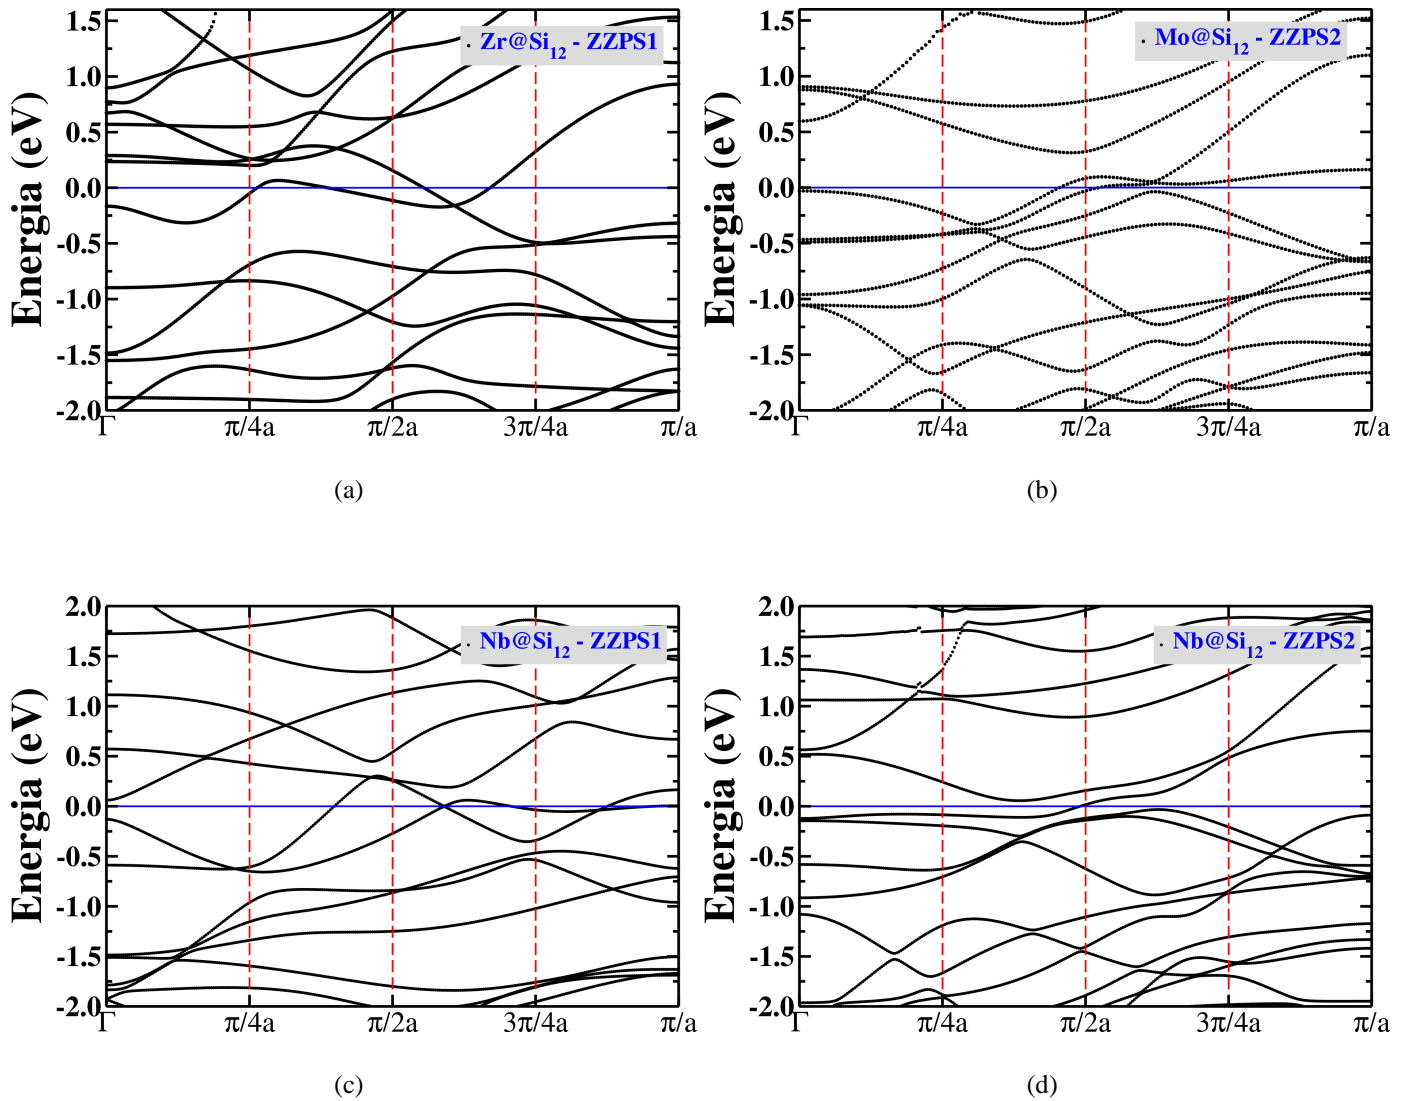 Energia (eV)
1.5
1.0
0.5
0.0
-0.5
-1.0
-1.5
-2.0
Γ π/4a π/2a 3π/4a π/a
Zr@Si12 - ZZPS1
(a)
Energia (eV)
1.5
1.0
0.5
0.0
-0.5
-1.0
-1.5
-2.0
Γ π/4a π/2a 3π/4a π/a
Mo@Si12 - ZZPS2
(b)
Energia (eV)
2.0
1.5
1.0
0.5
0.0
-0.5
-1.0
-1.5
-2.0
Γ π/4a π/2a 3π/4a π/a
Nb@Si12 - ZZPS1
(c)
Energia (eV)
2.0
1.5
1.0
0.5
0.0
-0.5
-1.0
-1.5
-2.0
Γ π/4a π/2a 3π/4a π/a
Nb@Si12 - ZZPS2
(d)